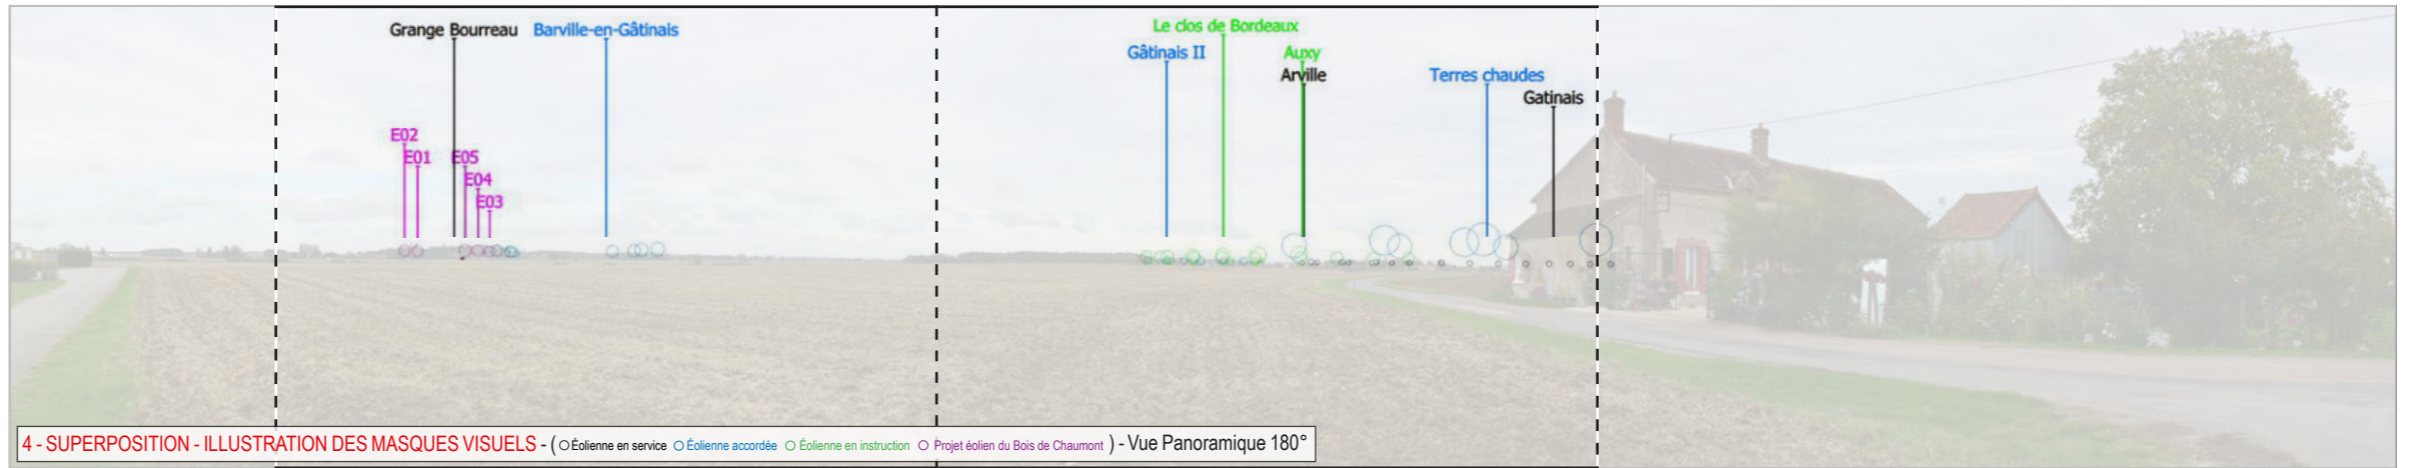 Grange Bourreau Barville-en-Gâtinais
E02
E01 E05
E04
E03
Le clos de Bordeaux
Gâtinais II Auxy
Arville Terres chaudes
Gatinais
4 - SUPERPOSITION - ILLUSTRATION DES MASQUES VISUELS - ( Éolienne en service Éolienne accordée Éolienne en instruction Projet éolien du Bois de Chaumont ) - Vue Panoramique 180°